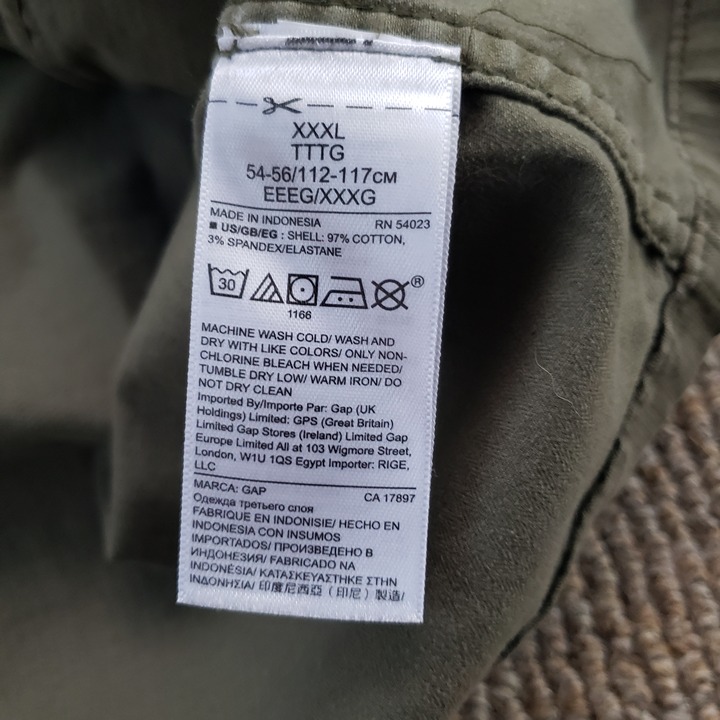 XXXL
TTTG
54-56/112-117CM
EEEG/XXXG
MADE IN INDONESIA RN 54023
■ US/GB/EG : SHELL: 97% COTTON,
3% SPANDEX/ELASTANE
30 ®
1166
MACHINE WASH COLD/ WASH AND
DRY WITH LIKE COLORS/ ONLY NON-
CHLORINE BLEACH WHEN NEEDED/
TUMBLE DRY LOW/ WARM IRON/ DO
NOT DRY CLEAN
Imported By/Importe Par: Gap (UK
Holdings) Limited: GPS (Great Britain)
Limited Gap Stores (Ireland) Limited Gap
Europe Limited All at 103 Wigmore Street,
London, W1U 1QS Egypt Importer: RIGE,
LLC
MARCA: GAP CA 17897
Одежда третьего слоя
FABRIQUE EN INDONISIE/ HECHO EN
INDONESIA CON INSUMOS
IMPORTADOS/ ПРОИЗВЕДЕНО В
ИНДОНЕЗИЯ/ FABRICADO NA
INDONÉSIA/ ΚΑΤΑΣΚΕΥΑΣΤΗΚΕ ΣΤΗΝ
ΙΝΔΟΝΗΣΙΑ/ 印度尼西亞（印尼）製造/